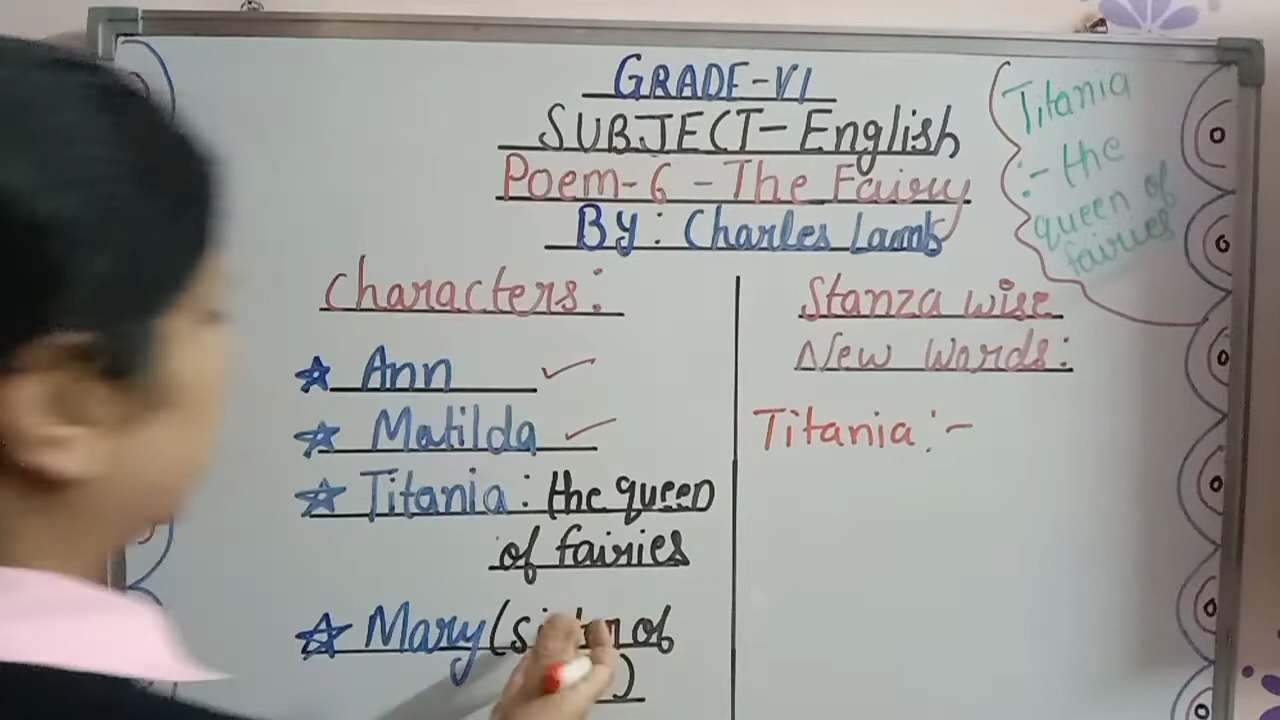 GRADE-VI
SUBJECT-English
Poem-6-The Fairy
By: Charles Lamb
Titania
:- the
queen of
fairies
Characters:
Ann
Matilda
Titania: the queen
of fairies
Mary( of
)
Stanza wise
New Words:
Titania:-